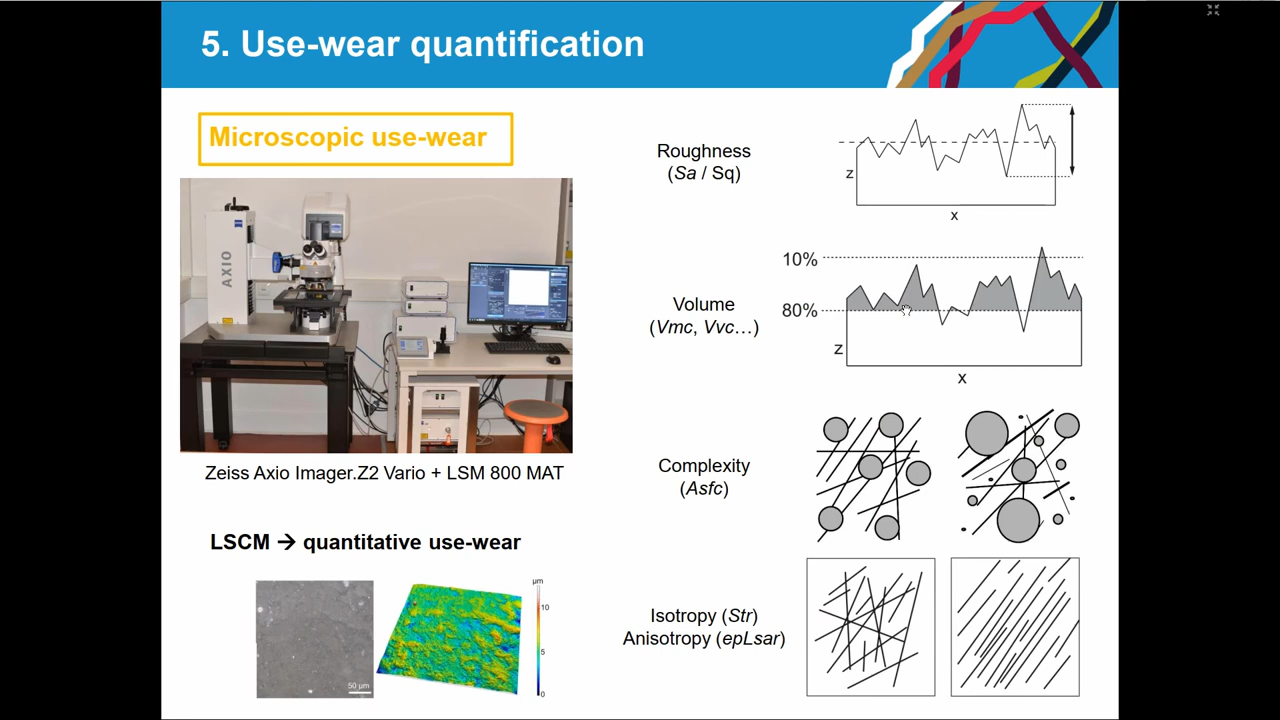 5. Use-wear quantification
Microscopic use-wear
AXIO
Zeiss Axio Imager.Z2 Vario + LSM 800 MAT
LSCM → quantitative use-wear
50 µm
µm
10
5
0
Roughness
(Sa / Sq)
z
x
Volume
(Vmc, Vvc…)
10%
80%
z
x
Complexity
(Asfc)
Isotropy (Str)
Anisotropy (epLsar)